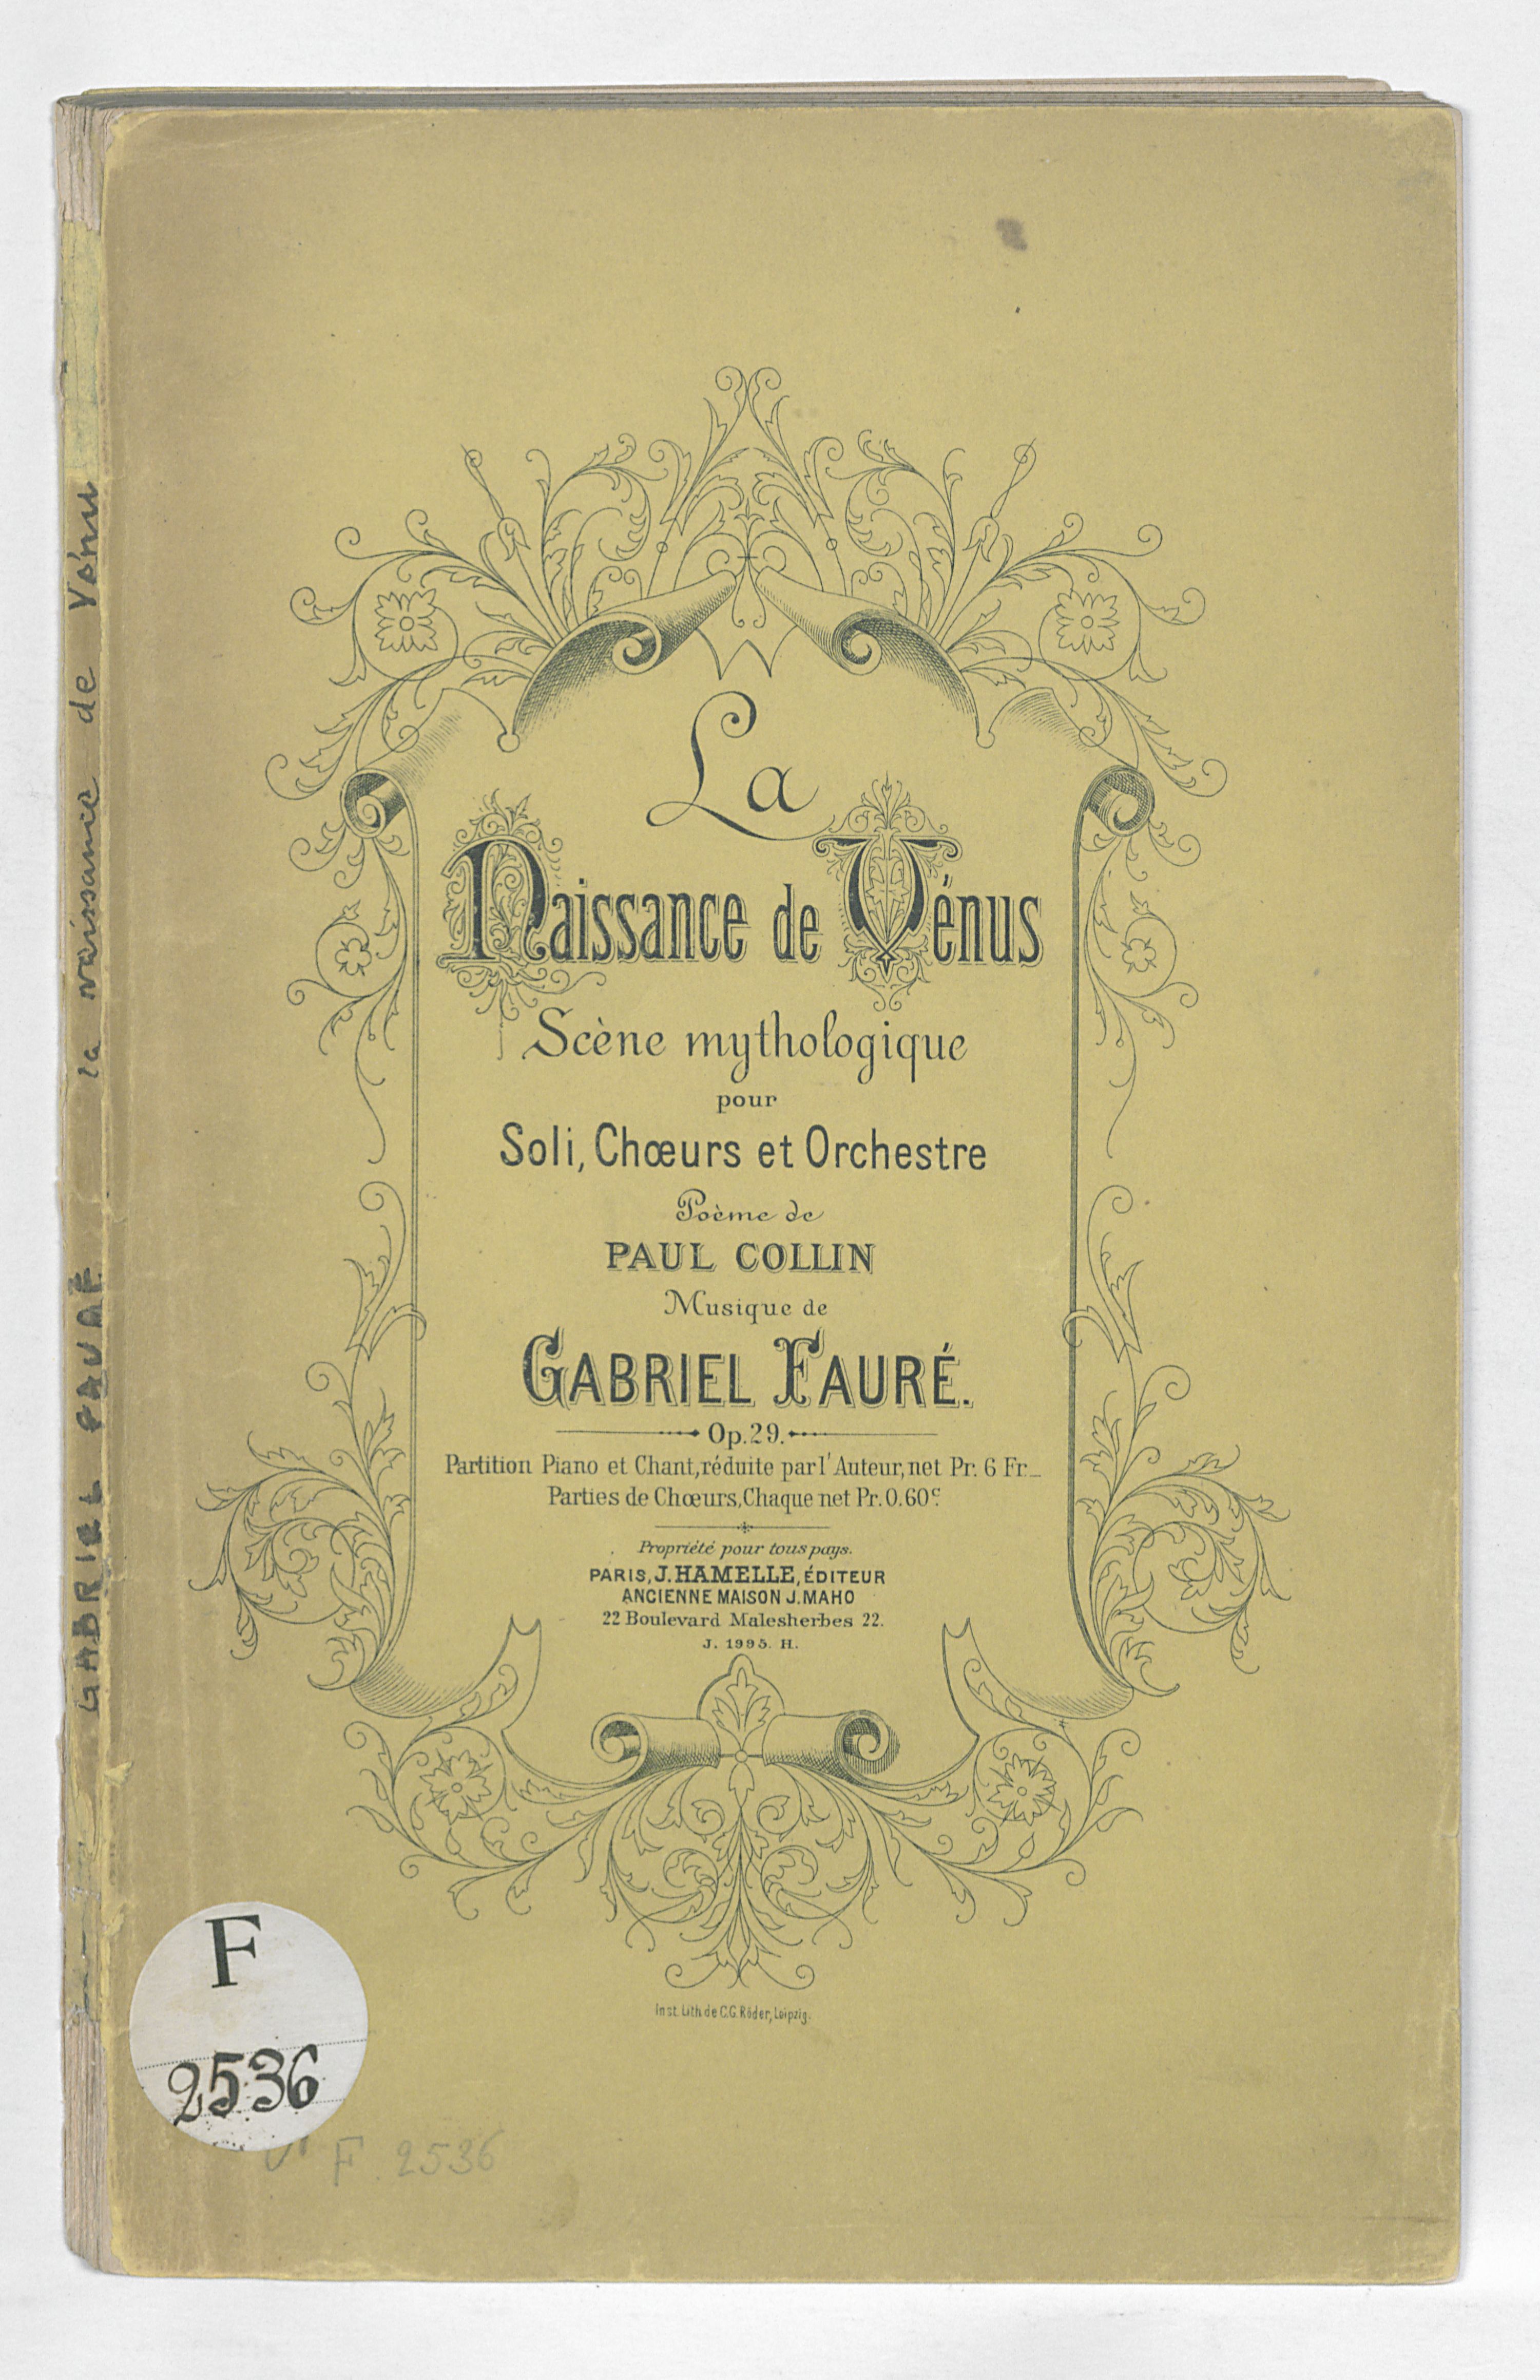 La
Naissance de Vénus
Scène mythologique
pour
Soli, Chœurs et Orchestre
Poème de
PAUL COLLIN
Musique de
GABRIEL FAURÉ.
Op. 29.
Partition Piano et Chant, réduite par l'Auteur, net Pr. 6 Fr._
Parties de Chœurs, Chaque net Pr. 0.60c.
Propriété pour tous pays.
PARIS, J. HAMELLE, ÉDITEUR
ANCIENNE MAISON J. MAHO
22 Boulevard Malesherbes 22.
J. 1995. H.
Inst. Lith de C.G. Röder, Leipzig.
F
2536
F 2536
GABRIEL FAURÉ la naissance de Vénus